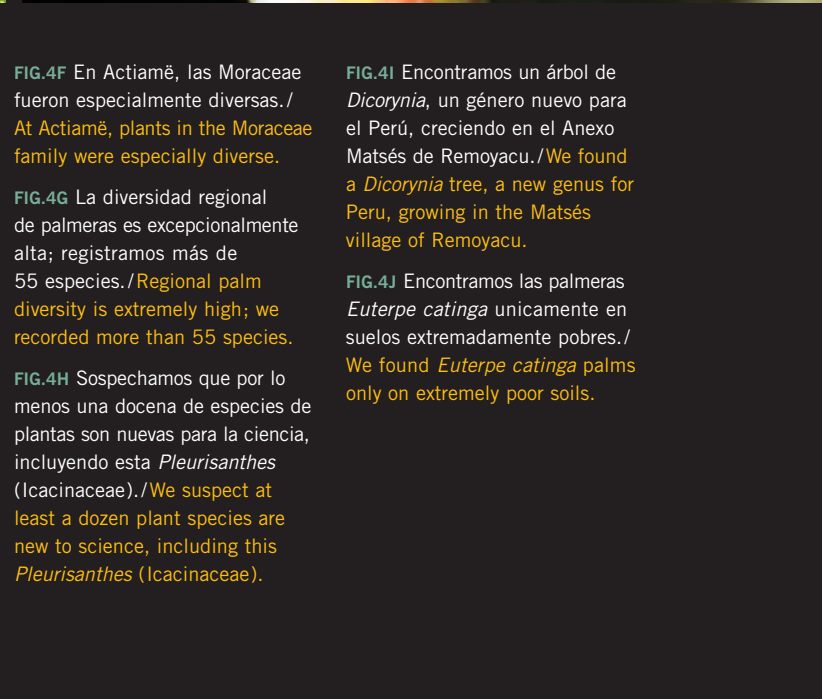 FIG.4F En Actiamë, las Moraceae
fueron especialmente diversas./
At Actiamë, plants in the Moraceae
family were especially diverse.
FIG.4G La diversidad regional
de palmeras es excepcionalmente
alta; registramos más de
55 especies./Regional palm
diversity is extremely high; we
recorded more than 55 species.
FIG.4H Sospechamos que por lo
menos una docena de especies de
plantas son nuevas para la ciencia,
incluyendo esta Pleurisanthes
(Icacinaceae)./We suspect at
least a dozen plant species are
new to science, including this
Pleurisanthes (Icacinaceae).
FIG.4I Encontramos un árbol de
Dicorynia, un género nuevo para
el Perú, creciendo en el Anexo
Matsés de Remoyacu./We found
a Dicorynia tree, a new genus for
Peru, growing in the Matsés
village of Remoyacu.
FIG.4J Encontramos las palmeras
Euterpe catinga unicamente en
suelos extremadamente pobres./
We found Euterpe catinga palms
only on extremely poor soils.